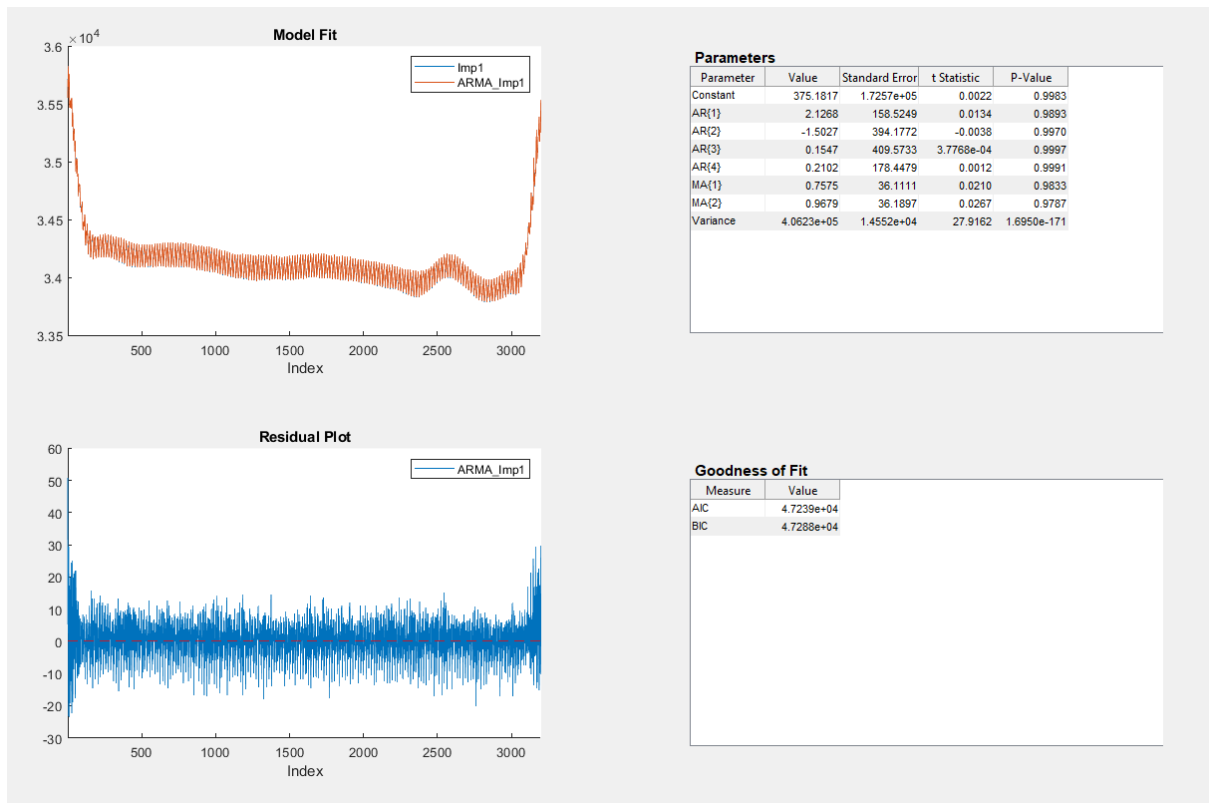 Model Fit
×10⁴
3.6
3.55
3.5
3.45
3.4
3.35
Imp1
ARMA_Imp1
500 1000 1500 2000 2500 3000
Index
Parameters
Parameter Value Standard Error t Statistic P-Value
Constant 375.1817 1.7257e+05 0.0022 0.9983
AR{1} 2.1268 158.5249 0.0134 0.9893
AR{2} -1.5027 394.1772 -0.0038 0.9970
AR{3} 0.1547 409.5733 3.7768e-04 0.9997
AR{4} 0.2102 178.4479 0.0012 0.9991
MA{1} 0.7575 36.1111 0.0210 0.9833
MA{2} 0.9679 36.1897 0.0267 0.9787
Variance 4.0623e+05 1.4552e+04 27.9162 1.6950e-171
Residual Plot
60
50
40
30
20
10
0
-10
-20
-30
ARMA_Imp1
500 1000 1500 2000 2500 3000
Index
Goodness of Fit
Measure Value
AIC 4.7239e+04
BIC 4.7288e+04